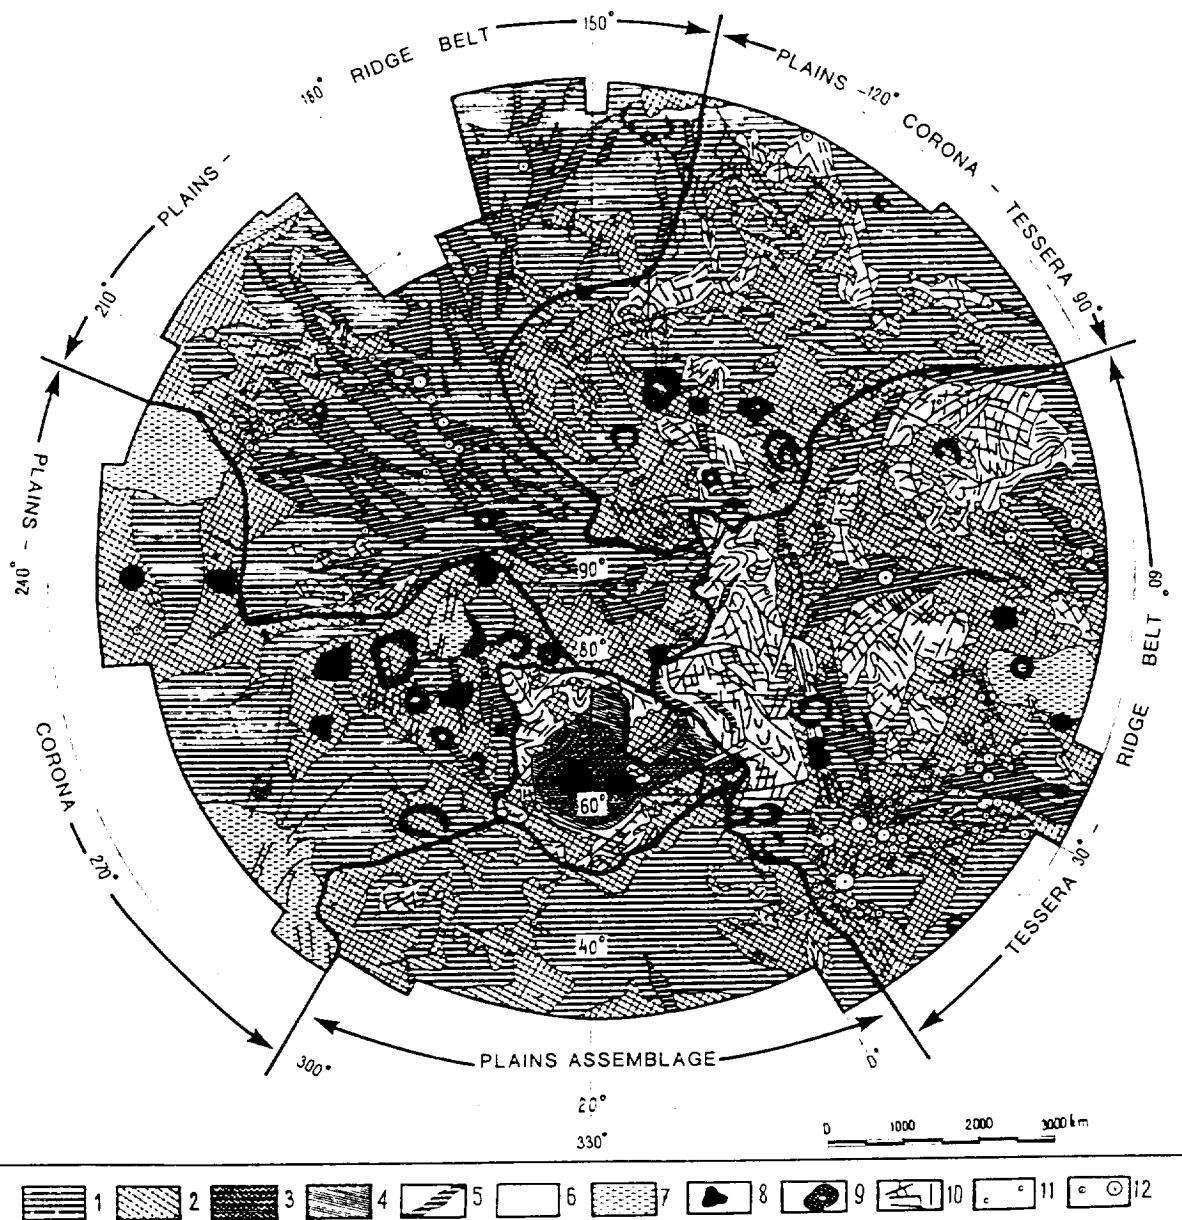 150°
RIDGE BELT
180°
PLAINS -
210°
PLAINS -120° CORONA - TESSERA 90°
PLAINS -
240°
CORONA
270°
60°
RIDGE BELT
TESSERA 30° -
90°
80°
60°
40°
300°
PLAINS ASSEMBLAGE
0°
20°
330°
0 1000 2000 3000 km
1 2 3 4 5 6 7 8 9 10 11 12